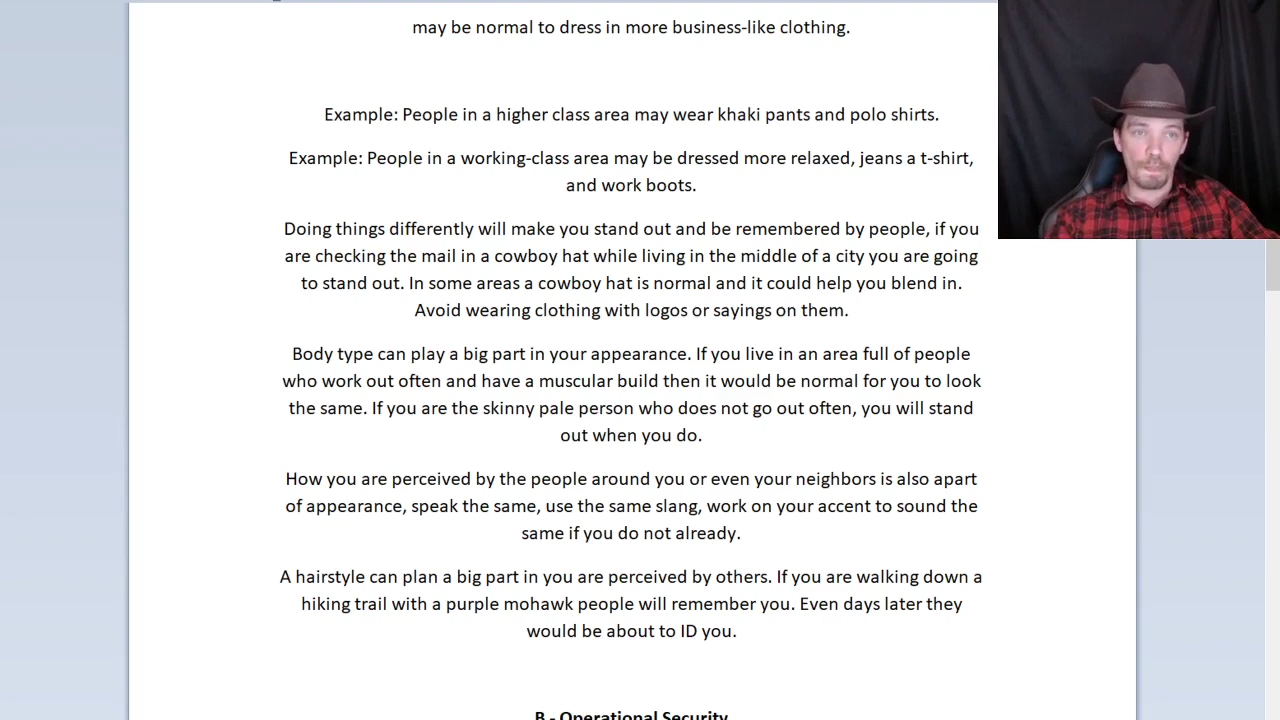 may be normal to dress in more business-like clothing.
Example: People in a higher class area may wear khaki pants and polo shirts.
Example: People in a working-class area may be dressed more relaxed, jeans a t-shirt,
and work boots.
Doing things differently will make you stand out and be remembered by people, if you
are checking the mail in a cowboy hat while living in the middle of a city you are going
to stand out. In some areas a cowboy hat is normal and it could help you blend in.
Avoid wearing clothing with logos or sayings on them.
Body type can play a big part in your appearance. If you live in an area full of people
who work out often and have a muscular build then it would be normal for you to look
the same. If you are the skinny pale person who does not go out often, you will stand
out when you do.
How you are perceived by the people around you or even your neighbors is also apart
of appearance, speak the same, use the same slang, work on your accent to sound the
same if you do not already.
A hairstyle can plan a big part in you are perceived by others. If you are walking down a
hiking trail with a purple mohawk people will remember you. Even days later they
would be about to ID you.
B - Operational Security